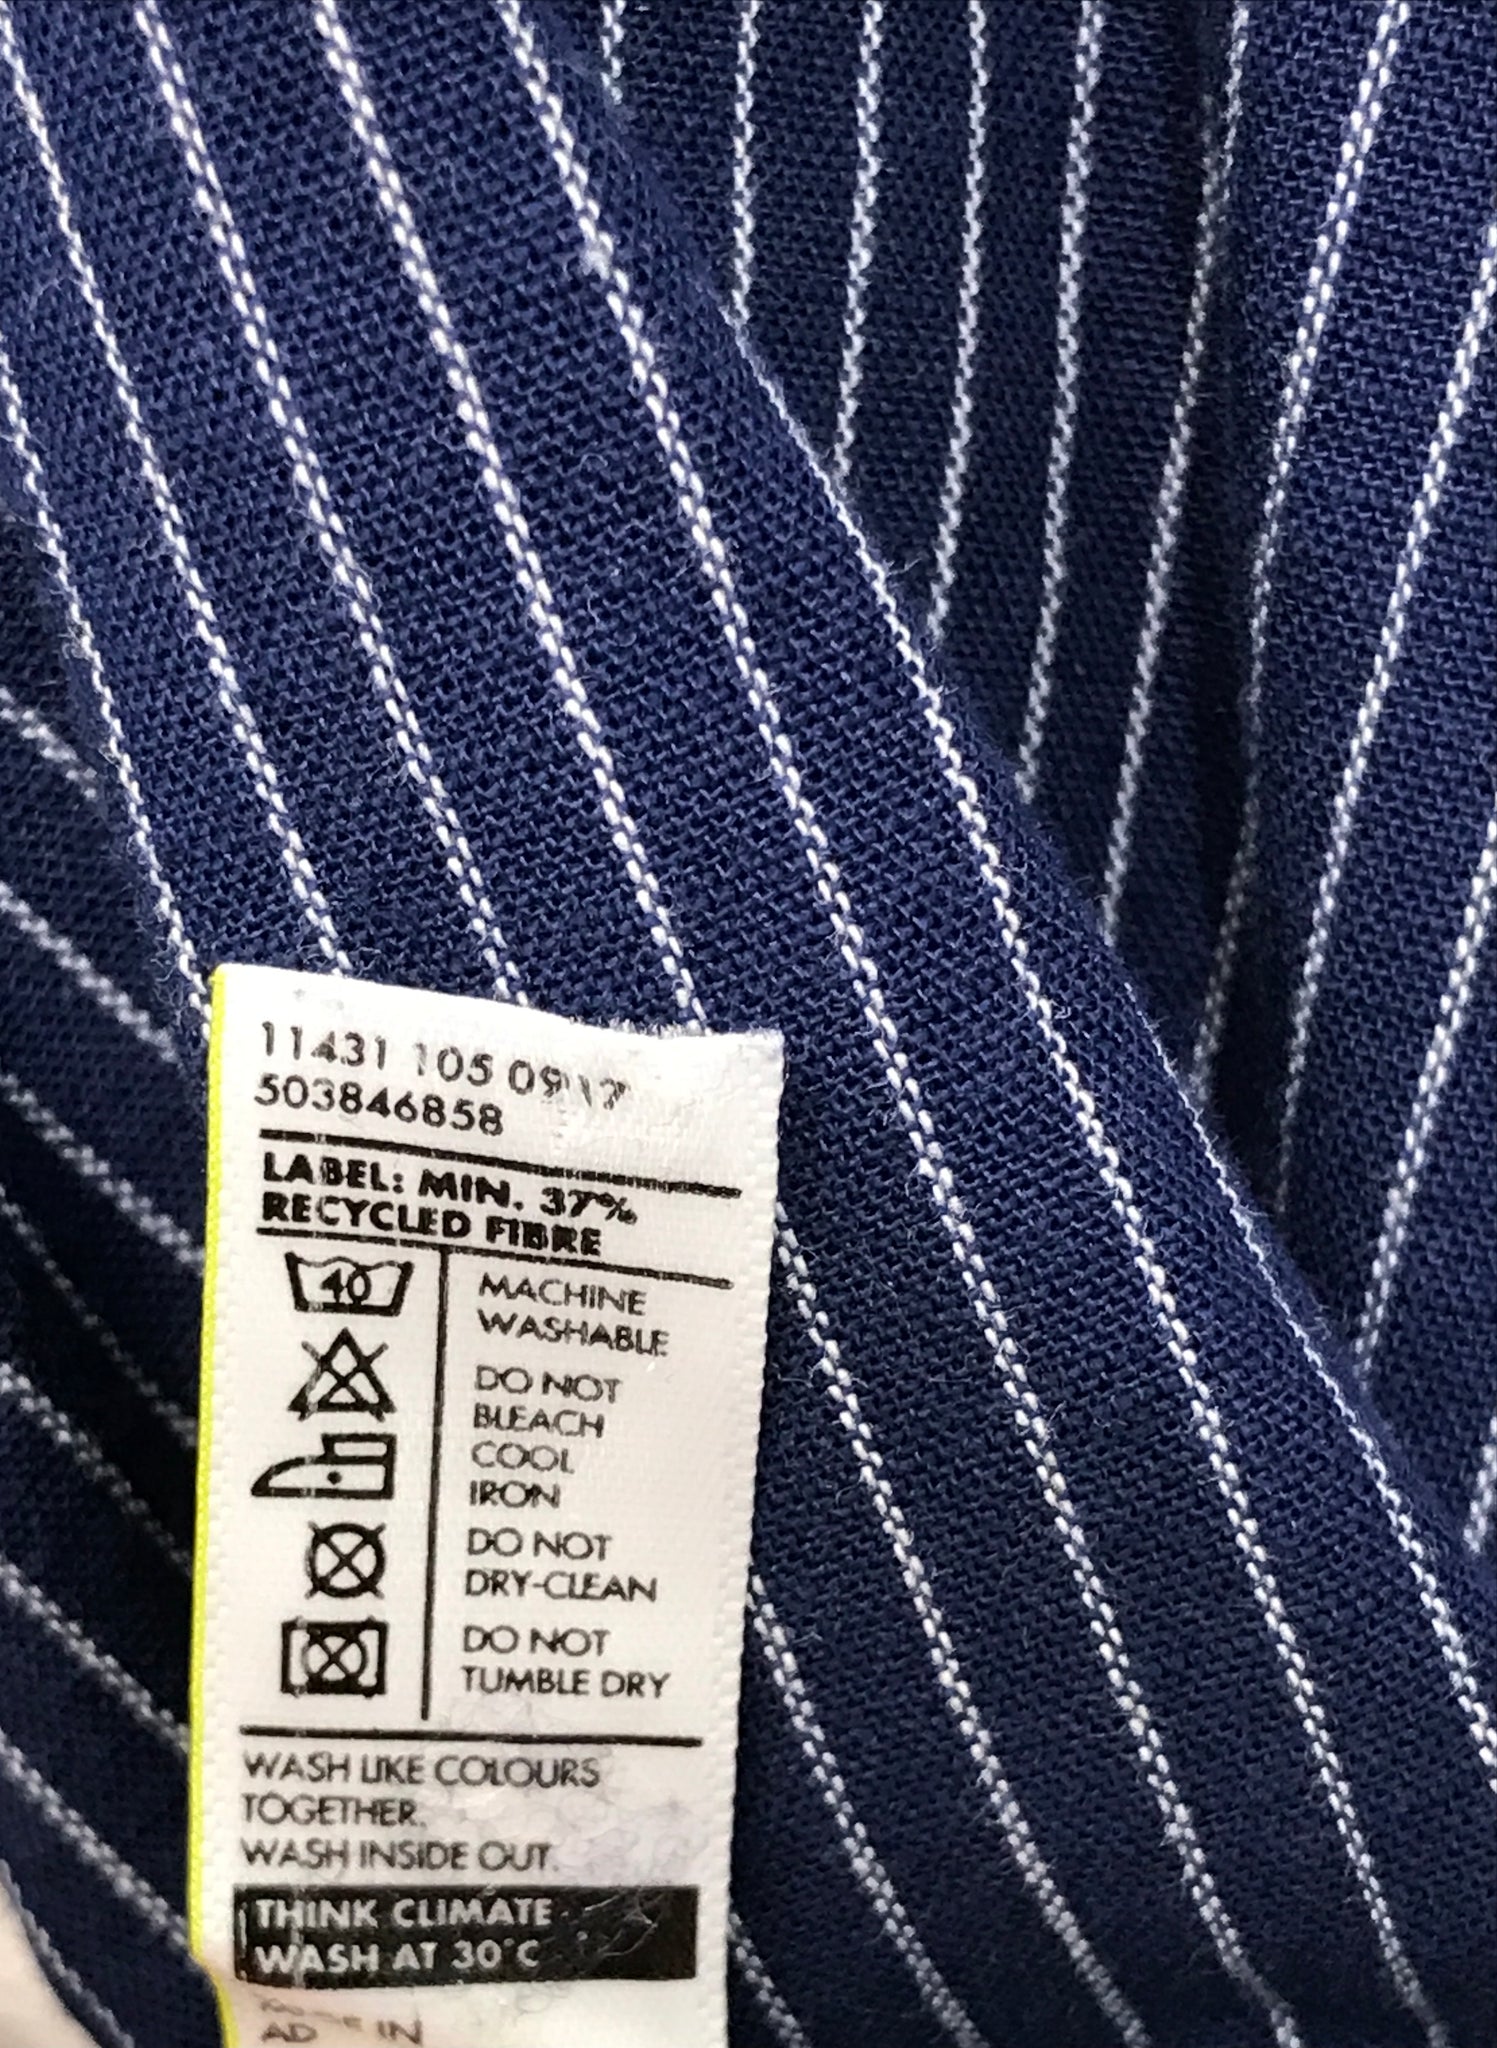 11431 105 09\17
503846858
LABEL: MIN. 37%
RECYCLED FIBRE
40
MACHINE
WASHABLE
DO NOT
BLEACH
COOL
IRON
DO NOT
DRY-CLEAN
DO NOT
TUMBLE DRY
WASH LIKE COLOURS
TOGETHER.
WASH INSIDE OUT.
THINK CLIMATE
WASH AT 30°C
IN